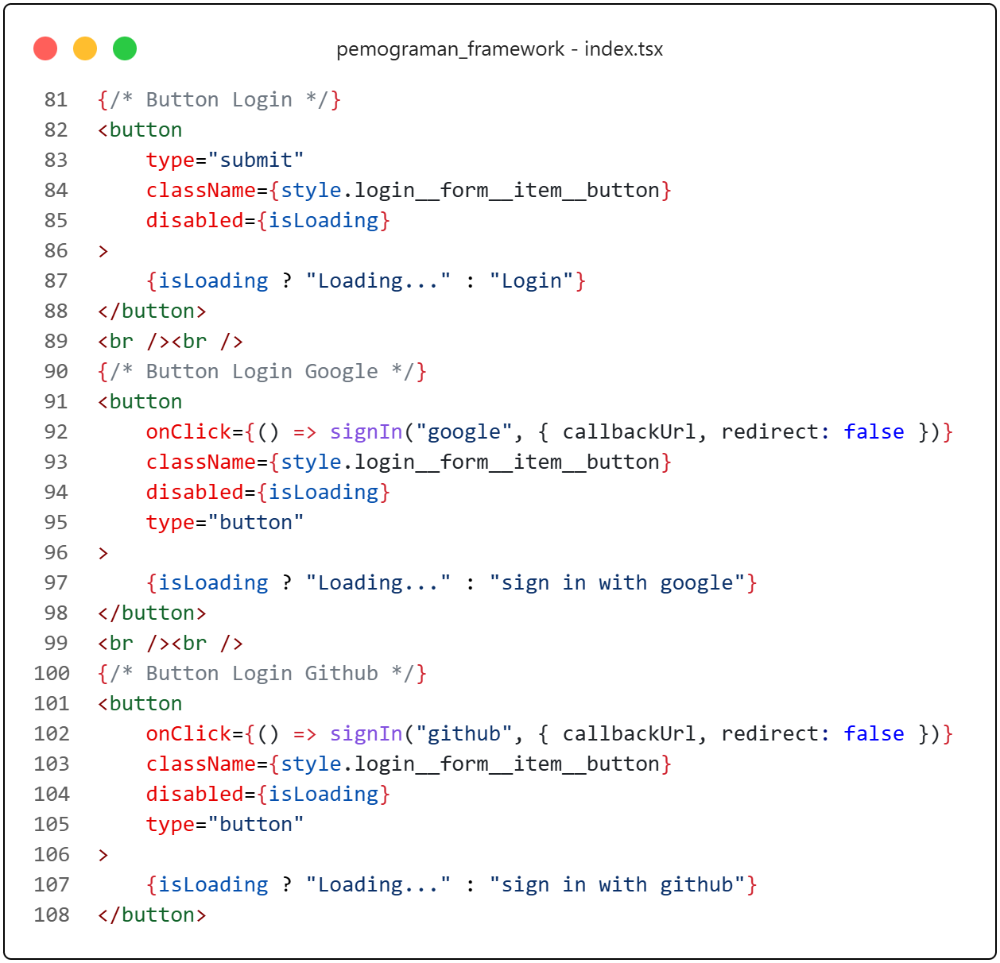 pemograman_framework - index.tsx
81 {/* Button Login */}
82 <button
83     type="submit"
84     className={style.login__form__item__button}
85     disabled={isLoading}
86 >
87     {isLoading ? "Loading..." : "Login"}
88 </button>
89 <br /><br />
90 {/* Button Login Google */}
91 <button
92     onClick={() => signIn("google", { callbackUrl, redirect: false })}
93     className={style.login__form__item__button}
94     disabled={isLoading}
95     type="button"
96 >
97     {isLoading ? "Loading..." : "sign in with google"}
98 </button>
99 <br /><br />
100 {/* Button Login Github */}
101 <button
102     onClick={() => signIn("github", { callbackUrl, redirect: false })}
103     className={style.login__form__item__button}
104     disabled={isLoading}
105     type="button"
106 >
107     {isLoading ? "Loading..." : "sign in with github"}
108 </button>